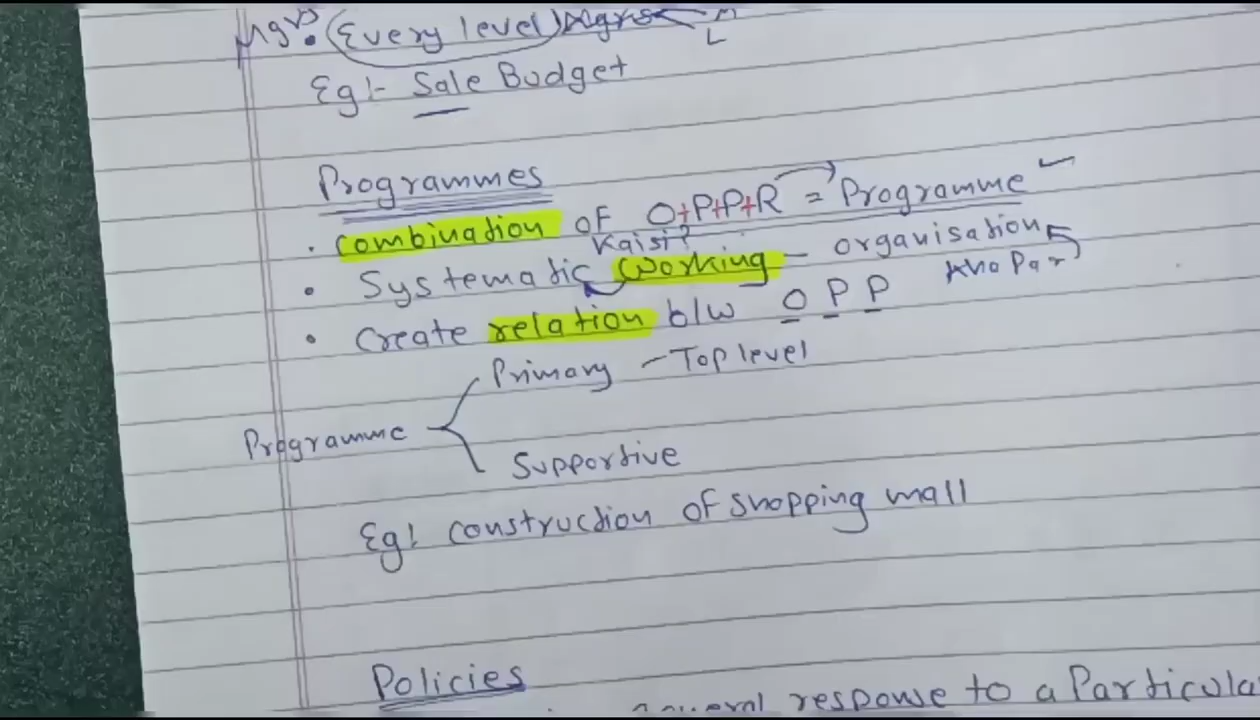 Mgrs. (Every level) Mgrs M
L
Eg:- Sale Budget
Programmes
. combination of O+P+P+R = Programme
Kaisi?
• Systematic working - organisation
• Create relation b/w O P P
Primary - Top level
Programme
Supportive
Eg: construction of shopping mall
Policies
response to a Particula